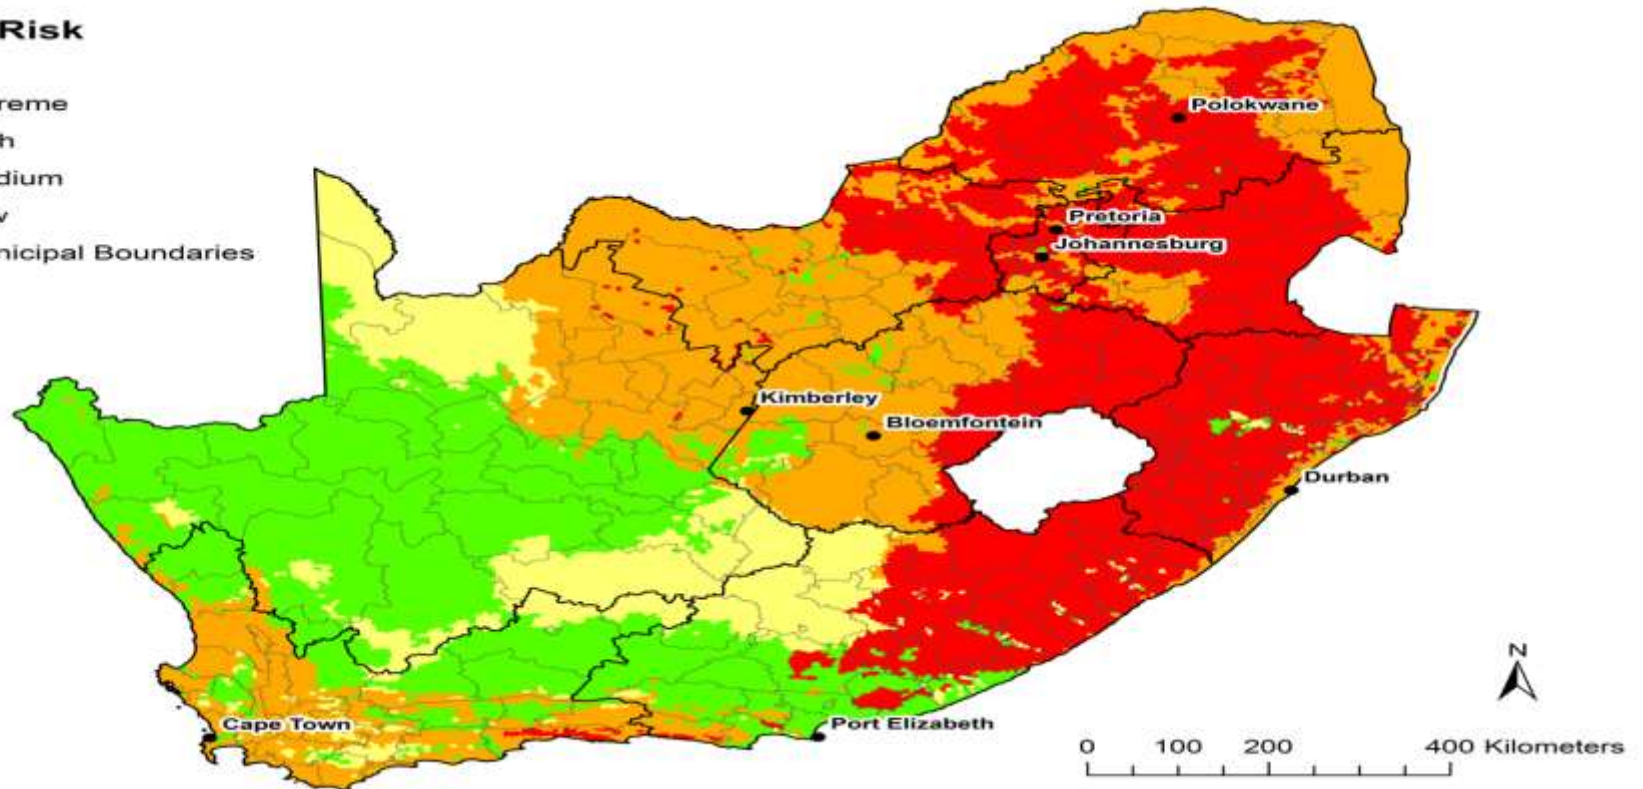 Risk
reme
h
dium
v
nicipal Boundaries
Polokwane
Pretoria
Johannesburg
Kimberley
Bloemfontein
Durban
Cape Town
Port Elizabeth
N
0 100 200 400 Kilometers